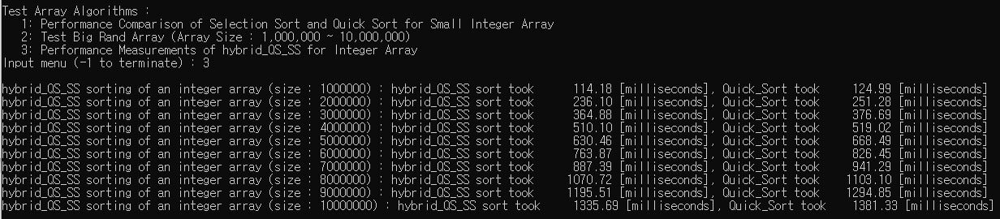 Test Array Algorithms :
1: Performance Comparison of Selection Sort and Quick Sort for Small Integer Array
2: Test Big Rand Array (Array Size : 1,000,000 ~ 10,000,000)
3: Performance Measurements of hybrid_QS_SS for Integer Array
Input menu (-1 to terminate) : 3
hybrid_QS_SS sorting of an integer array (size : 1000000) : hybrid_QS_SS sort took 114.18 [milliseconds], Quick_Sort took 124.99 [milliseconds]
hybrid_QS_SS sorting of an integer array (size : 2000000) : hybrid_QS_SS sort took 236.10 [milliseconds], Quick_Sort took 251.28 [milliseconds]
hybrid_QS_SS sorting of an integer array (size : 3000000) : hybrid_QS_SS sort took 364.88 [milliseconds], Quick_Sort took 376.69 [milliseconds]
hybrid_QS_SS sorting of an integer array (size : 4000000) : hybrid_QS_SS sort took 510.10 [milliseconds], Quick_Sort took 519.02 [milliseconds]
hybrid_QS_SS sorting of an integer array (size : 5000000) : hybrid_QS_SS sort took 630.46 [milliseconds], Quick_Sort took 668.49 [milliseconds]
hybrid_QS_SS sorting of an integer array (size : 6000000) : hybrid_QS_SS sort took 763.87 [milliseconds], Quick_Sort took 826.45 [milliseconds]
hybrid_QS_SS sorting of an integer array (size : 7000000) : hybrid_QS_SS sort took 887.39 [milliseconds], Quick_Sort took 941.29 [milliseconds]
hybrid_QS_SS sorting of an integer array (size : 8000000) : hybrid_QS_SS sort took 1070.72 [milliseconds], Quick_Sort took 1103.10 [milliseconds]
hybrid_QS_SS sorting of an integer array (size : 9000000) : hybrid_QS_SS sort took 1195.51 [milliseconds], Quick_Sort took 1294.85 [milliseconds]
hybrid_QS_SS sorting of an integer array (size : 10000000) : hybrid_QS_SS sort took 1335.69 [milliseconds], Quick_Sort took 1381.33 [milliseconds]